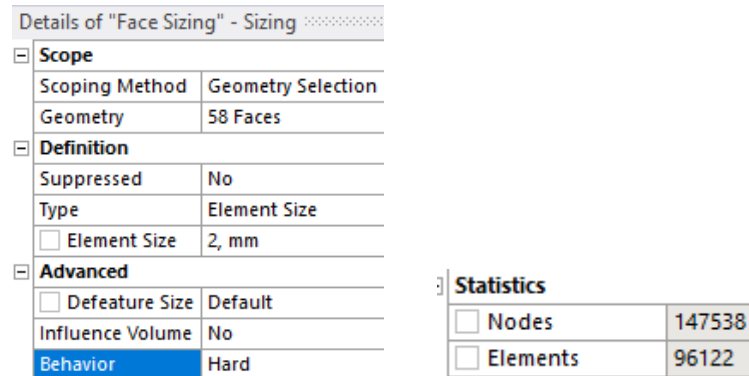 Details of "Face Sizing" - Sizing
Scope
Scoping Method Geometry Selection
Geometry 58 Faces
Definition
Suppressed No
Type Element Size
Element Size 2, mm
Advanced
Defeature Size Default
Influence Volume No
Behavior Hard
Statistics
Nodes 147538
Elements 96122